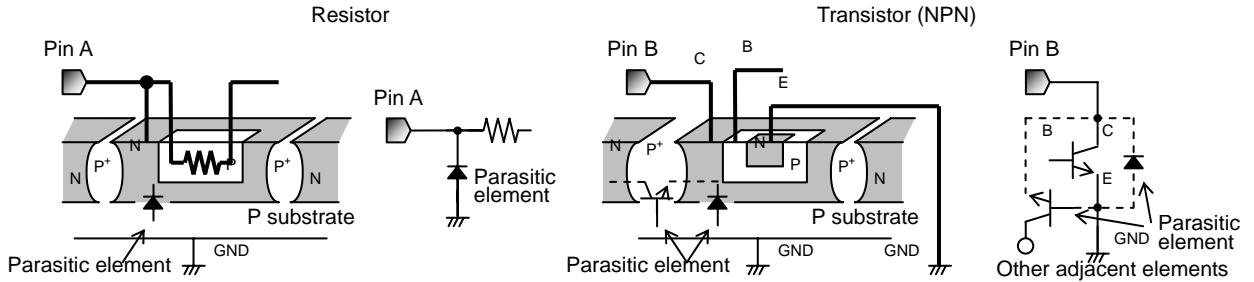 Resistor
Transistor (NPN)
Pin A
Pin B
C
B
E
Pin B
Pin A
N
P+
N
P
P+
N
Parasitic element
P substrate
GND
Parasitic element
N
P+
N
P
P+
N
P substrate
GND
GND
Parasitic element
B
C
E
GND
Parasitic element
Other adjacent elements